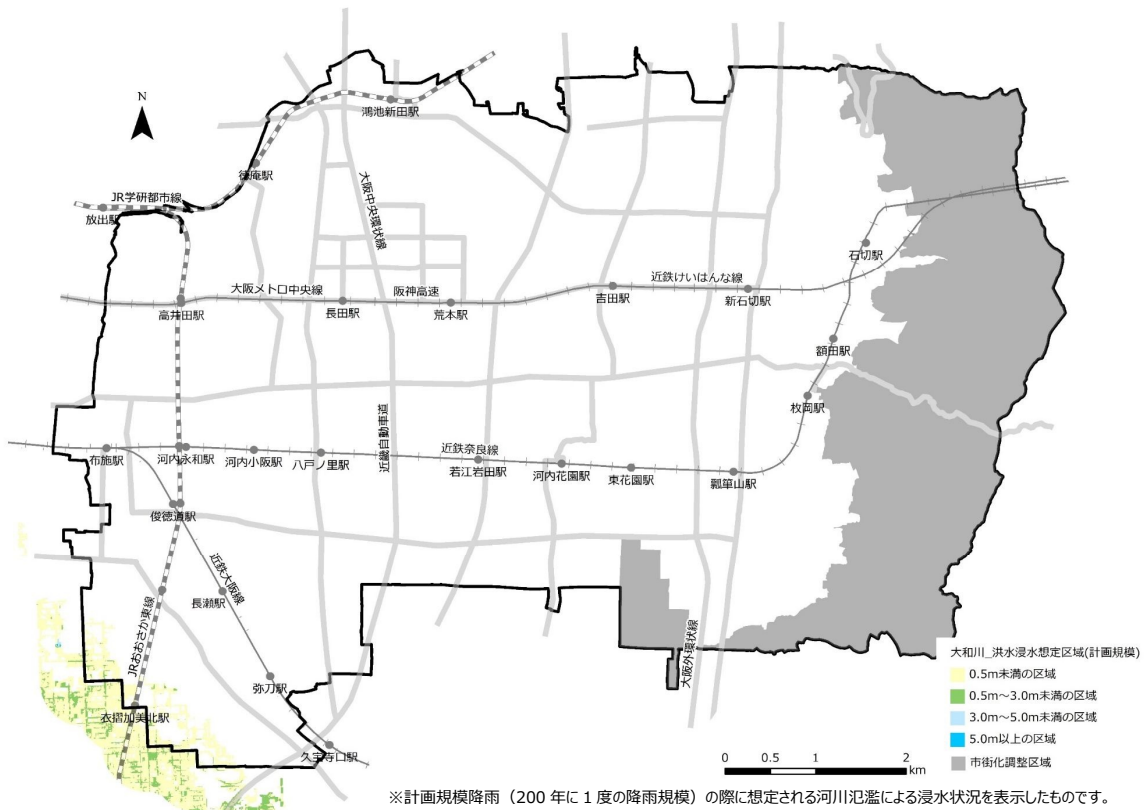 N
鴻池新田駅
徳庵駅
JR学研都市線
放出駅
大阪中央環状線
石切駅
大阪メトロ中央線
阪神高速
近鉄けいはんな線
高井田駅
長田駅
荒本駅
吉田駅
新石切駅
額田駅
枚岡駅
近畿自動車道
近鉄奈良線
布施駅
河内永和駅
河内小阪駅
八戸ノ里駅
若江岩田駅
河内花園駅
東花園駅
瓢箪山駅
俊徳道駅
近鉄大阪線
長瀬駅
JRおおさか東線
大阪外環状線
弥刀駅
衣摺加美北駅
久宝寺口駅
大和川_洪水浸水想定区域(計画規模)
0.5m未満の区域
0.5m～3.0m未満の区域
3.0m～5.0m未満の区域
5.0m以上の区域
市街化調整区域
0 0.5 1 2
km
※計画規模降雨（200 年に 1 度の降雨規模）の際に想定される河川氾濫による浸水状況を表示したものです。